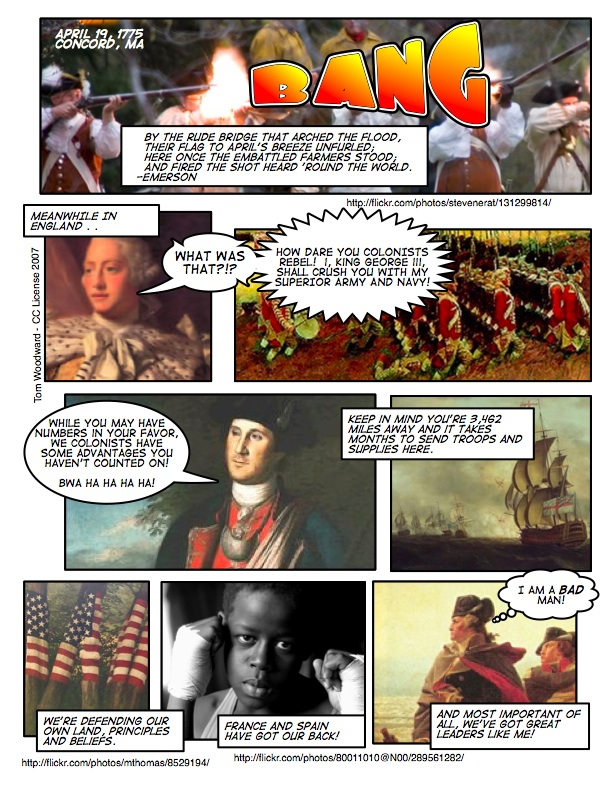 APRIL 19, 1775
CONCORD, MA
BANG
BY THE RUDE BRIDGE THAT ARCHED THE FLOOD,
THEIR FLAG TO APRIL'S BREEZE UNFURLED;
HERE ONCE THE EMBATTLED FARMERS STOOD;
AND FIRED THE SHOT HEARD 'ROUND THE WORLD.
-EMERSON
http://flickr.com/photos/stevenerat/131299814/
MEANWHILE IN
ENGLAND . .
WHAT WAS
THAT?!?
HOW DARE YOU COLONISTS
REBEL! I, KING GEORGE III,
SHALL CRUSH YOU WITH MY
SUPERIOR ARMY AND NAVY!
Tom Woodward - CC License 2007
WHILE YOU MAY HAVE
NUMBERS IN YOUR FAVOR,
WE COLONISTS HAVE
SOME ADVANTAGES YOU
HAVEN'T COUNTED ON!
BWA HA HA HA HA!
KEEP IN MIND YOU'RE 3,462
MILES AWAY AND IT TAKES
MONTHS TO SEND TROOPS AND
SUPPLIES HERE.
WE'RE DEFENDING OUR
OWN LAND, PRINCIPLES
AND BELIEFS.
FRANCE AND SPAIN
HAVE GOT OUR BACK!
I AM A BAD
MAN!
AND MOST IMPORTANT OF
ALL, WE'VE GOT GREAT
LEADERS LIKE ME!
http://flickr.com/photos/mthomas/8529194/
http://flickr.com/photos/80011010@N00/289561282/